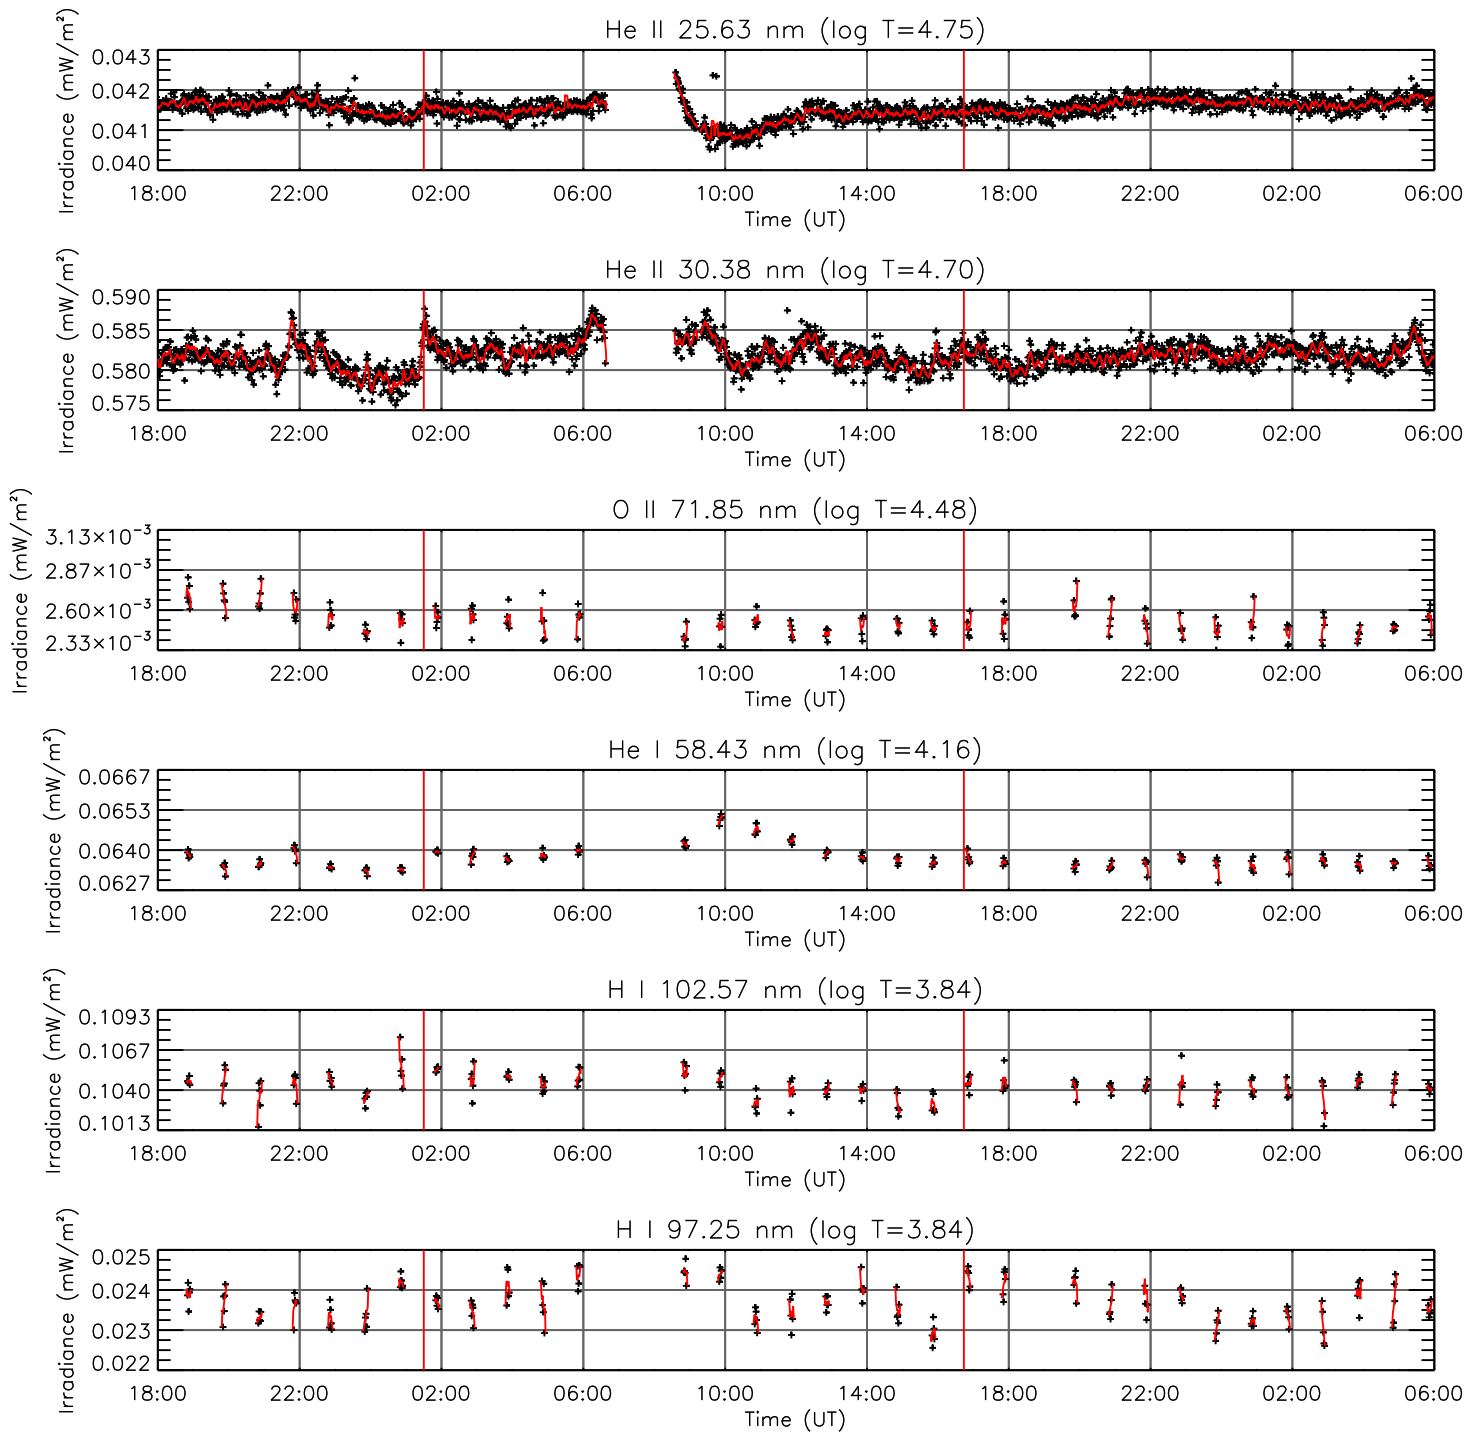 He II 25.63 nm (log T=4.75)
Irradiance (mW/m²)
0.043
0.042
0.041
0.040
18:00 22:00 02:00 06:00 10:00 14:00 18:00 22:00 02:00 06:00
Time (UT)
He II 30.38 nm (log T=4.70)
Irradiance (mW/m²)
0.590
0.585
0.580
0.575
18:00 22:00 02:00 06:00 10:00 14:00 18:00 22:00 02:00 06:00
Time (UT)
O II 71.85 nm (log T=4.48)
Irradiance (mW/m²)
3.13×10⁻³
2.87×10⁻³
2.60×10⁻³
2.33×10⁻³
18:00 22:00 02:00 06:00 10:00 14:00 18:00 22:00 02:00 06:00
Time (UT)
He I 58.43 nm (log T=4.16)
Irradiance (mW/m²)
0.0667
0.0653
0.0640
0.0627
18:00 22:00 02:00 06:00 10:00 14:00 18:00 22:00 02:00 06:00
Time (UT)
H I 102.57 nm (log T=3.84)
Irradiance (mW/m²)
0.1093
0.1067
0.1040
0.1013
18:00 22:00 02:00 06:00 10:00 14:00 18:00 22:00 02:00 06:00
Time (UT)
H I 97.25 nm (log T=3.84)
Irradiance (mW/m²)
0.025
0.024
0.023
0.022
18:00 22:00 02:00 06:00 10:00 14:00 18:00 22:00 02:00 06:00
Time (UT)